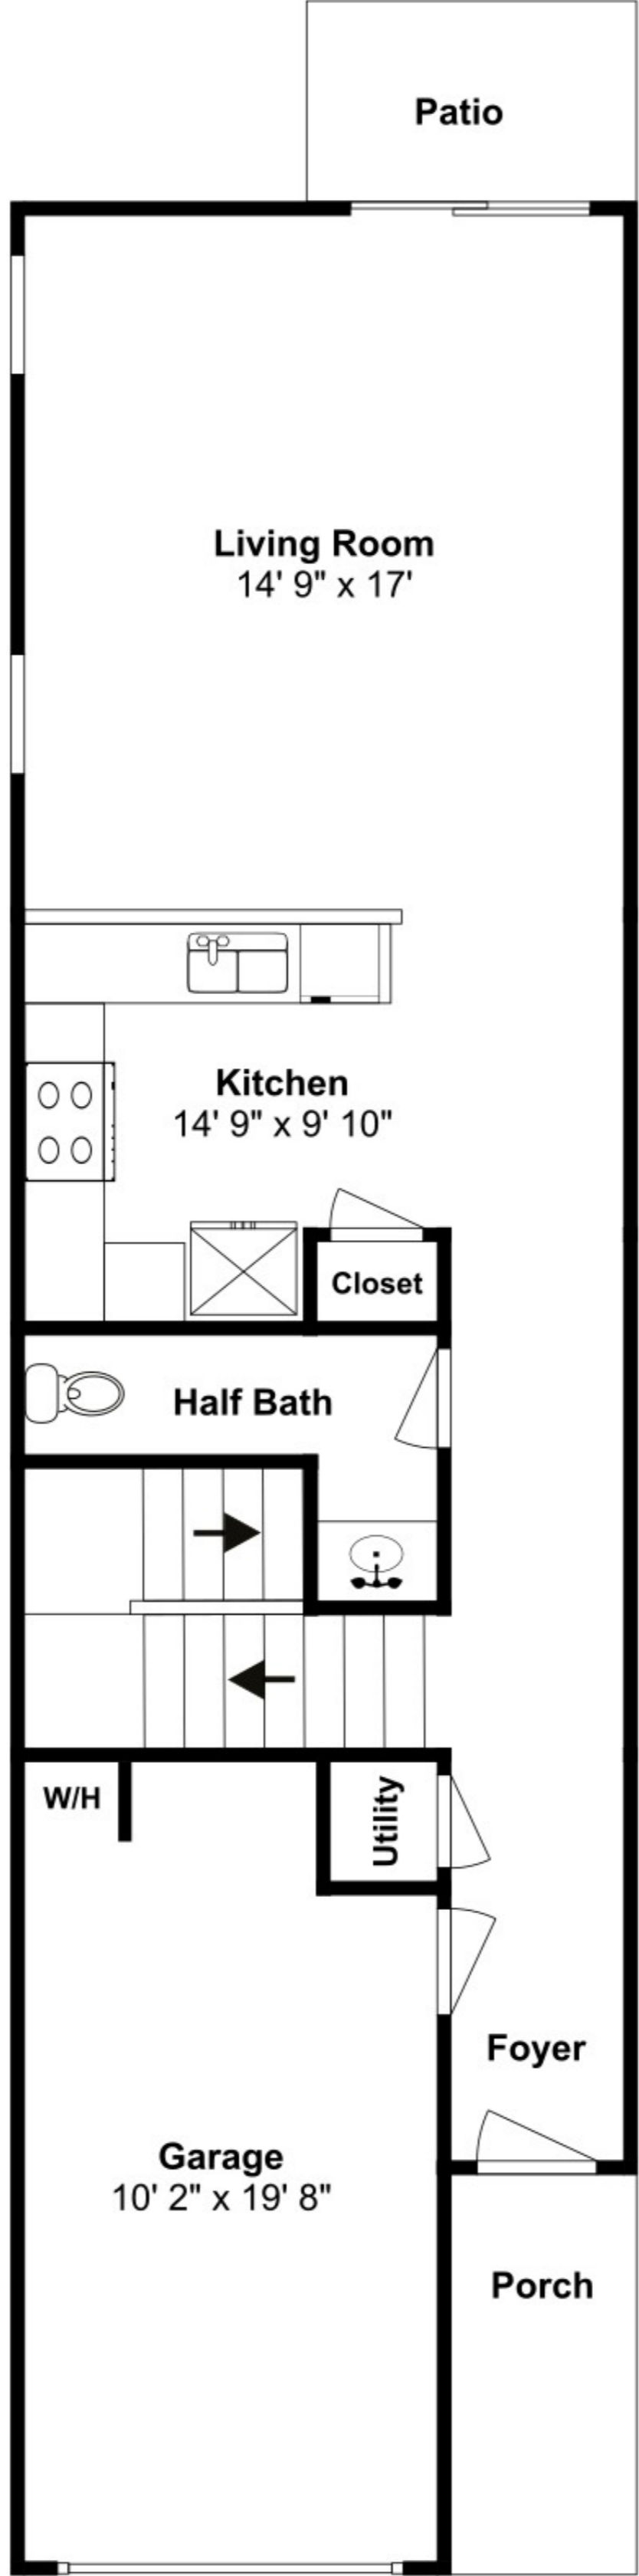 Patio
Living Room
14' 9" x 17'
Kitchen
14' 9" x 9' 10"
Closet
Half Bath
W/H
Utility
Foyer
Garage
10' 2" x 19' 8"
Porch